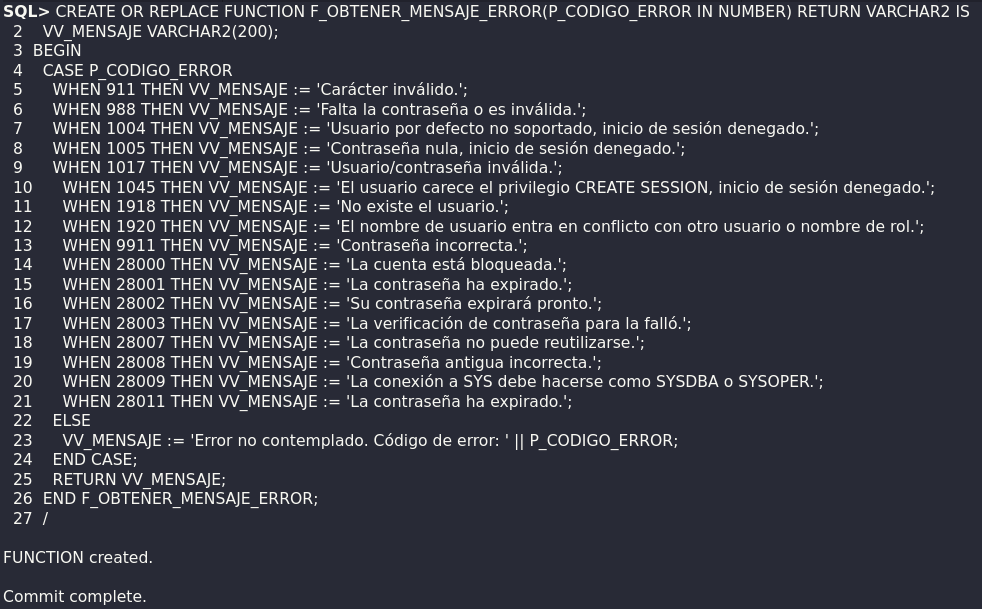 SQL> CREATE OR REPLACE FUNCTION F_OBTENER_MENSAJE_ERROR(P_CODIGO_ERROR IN NUMBER) RETURN VARCHAR2 IS
2 VV_MENSAJE VARCHAR2(200);
3 BEGIN
4 CASE P_CODIGO_ERROR
5 WHEN 911 THEN VV_MENSAJE := 'Carácter inválido.';
6 WHEN 988 THEN VV_MENSAJE := 'Falta la contraseña o es inválida.';
7 WHEN 1004 THEN VV_MENSAJE := 'Usuario por defecto no soportado, inicio de sesión denegado.';
8 WHEN 1005 THEN VV_MENSAJE := 'Contraseña nula, inicio de sesión denegado.';
9 WHEN 1017 THEN VV_MENSAJE := 'Usuario/contraseña inválida.';
10 WHEN 1045 THEN VV_MENSAJE := 'El usuario carece el privilegio CREATE SESSION, inicio de sesión denegado.';
11 WHEN 1918 THEN VV_MENSAJE := 'No existe el usuario.';
12 WHEN 1920 THEN VV_MENSAJE := 'El nombre de usuario entra en conflicto con otro usuario o nombre de rol.';
13 WHEN 9911 THEN VV_MENSAJE := 'Contraseña incorrecta.';
14 WHEN 28000 THEN VV_MENSAJE := 'La cuenta está bloqueada.';
15 WHEN 28001 THEN VV_MENSAJE := 'La contraseña ha expirado.';
16 WHEN 28002 THEN VV_MENSAJE := 'Su contraseña expirará pronto.';
17 WHEN 28003 THEN VV_MENSAJE := 'La verificación de contraseña para la falló.';
18 WHEN 28007 THEN VV_MENSAJE := 'La contraseña no puede reutilizarse.';
19 WHEN 28008 THEN VV_MENSAJE := 'Contraseña antigua incorrecta.';
20 WHEN 28009 THEN VV_MENSAJE := 'La conexión a SYS debe hacerse como SYSDBA o SYSOPER.';
21 WHEN 28011 THEN VV_MENSAJE := 'La contraseña ha expirado.';
22 ELSE
23 VV_MENSAJE := 'Error no contemplado. Código de error: ' || P_CODIGO_ERROR;
24 END CASE;
25 RETURN VV_MENSAJE;
26 END F_OBTENER_MENSAJE_ERROR;
27 /
FUNCTION created.
Commit complete.